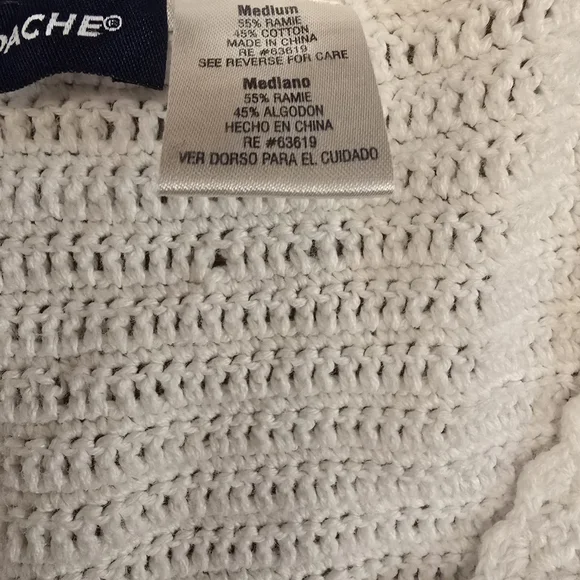 DACHE®
Medium
55% RAMIE
45% COTTON
MADE IN CHINA
RE #63619
SEE REVERSE FOR CARE
Mediano
55% RAMIE
45% ALGODON
HECHO EN CHINA
RE #63619
VER DORSO PARA EL CUIDADO